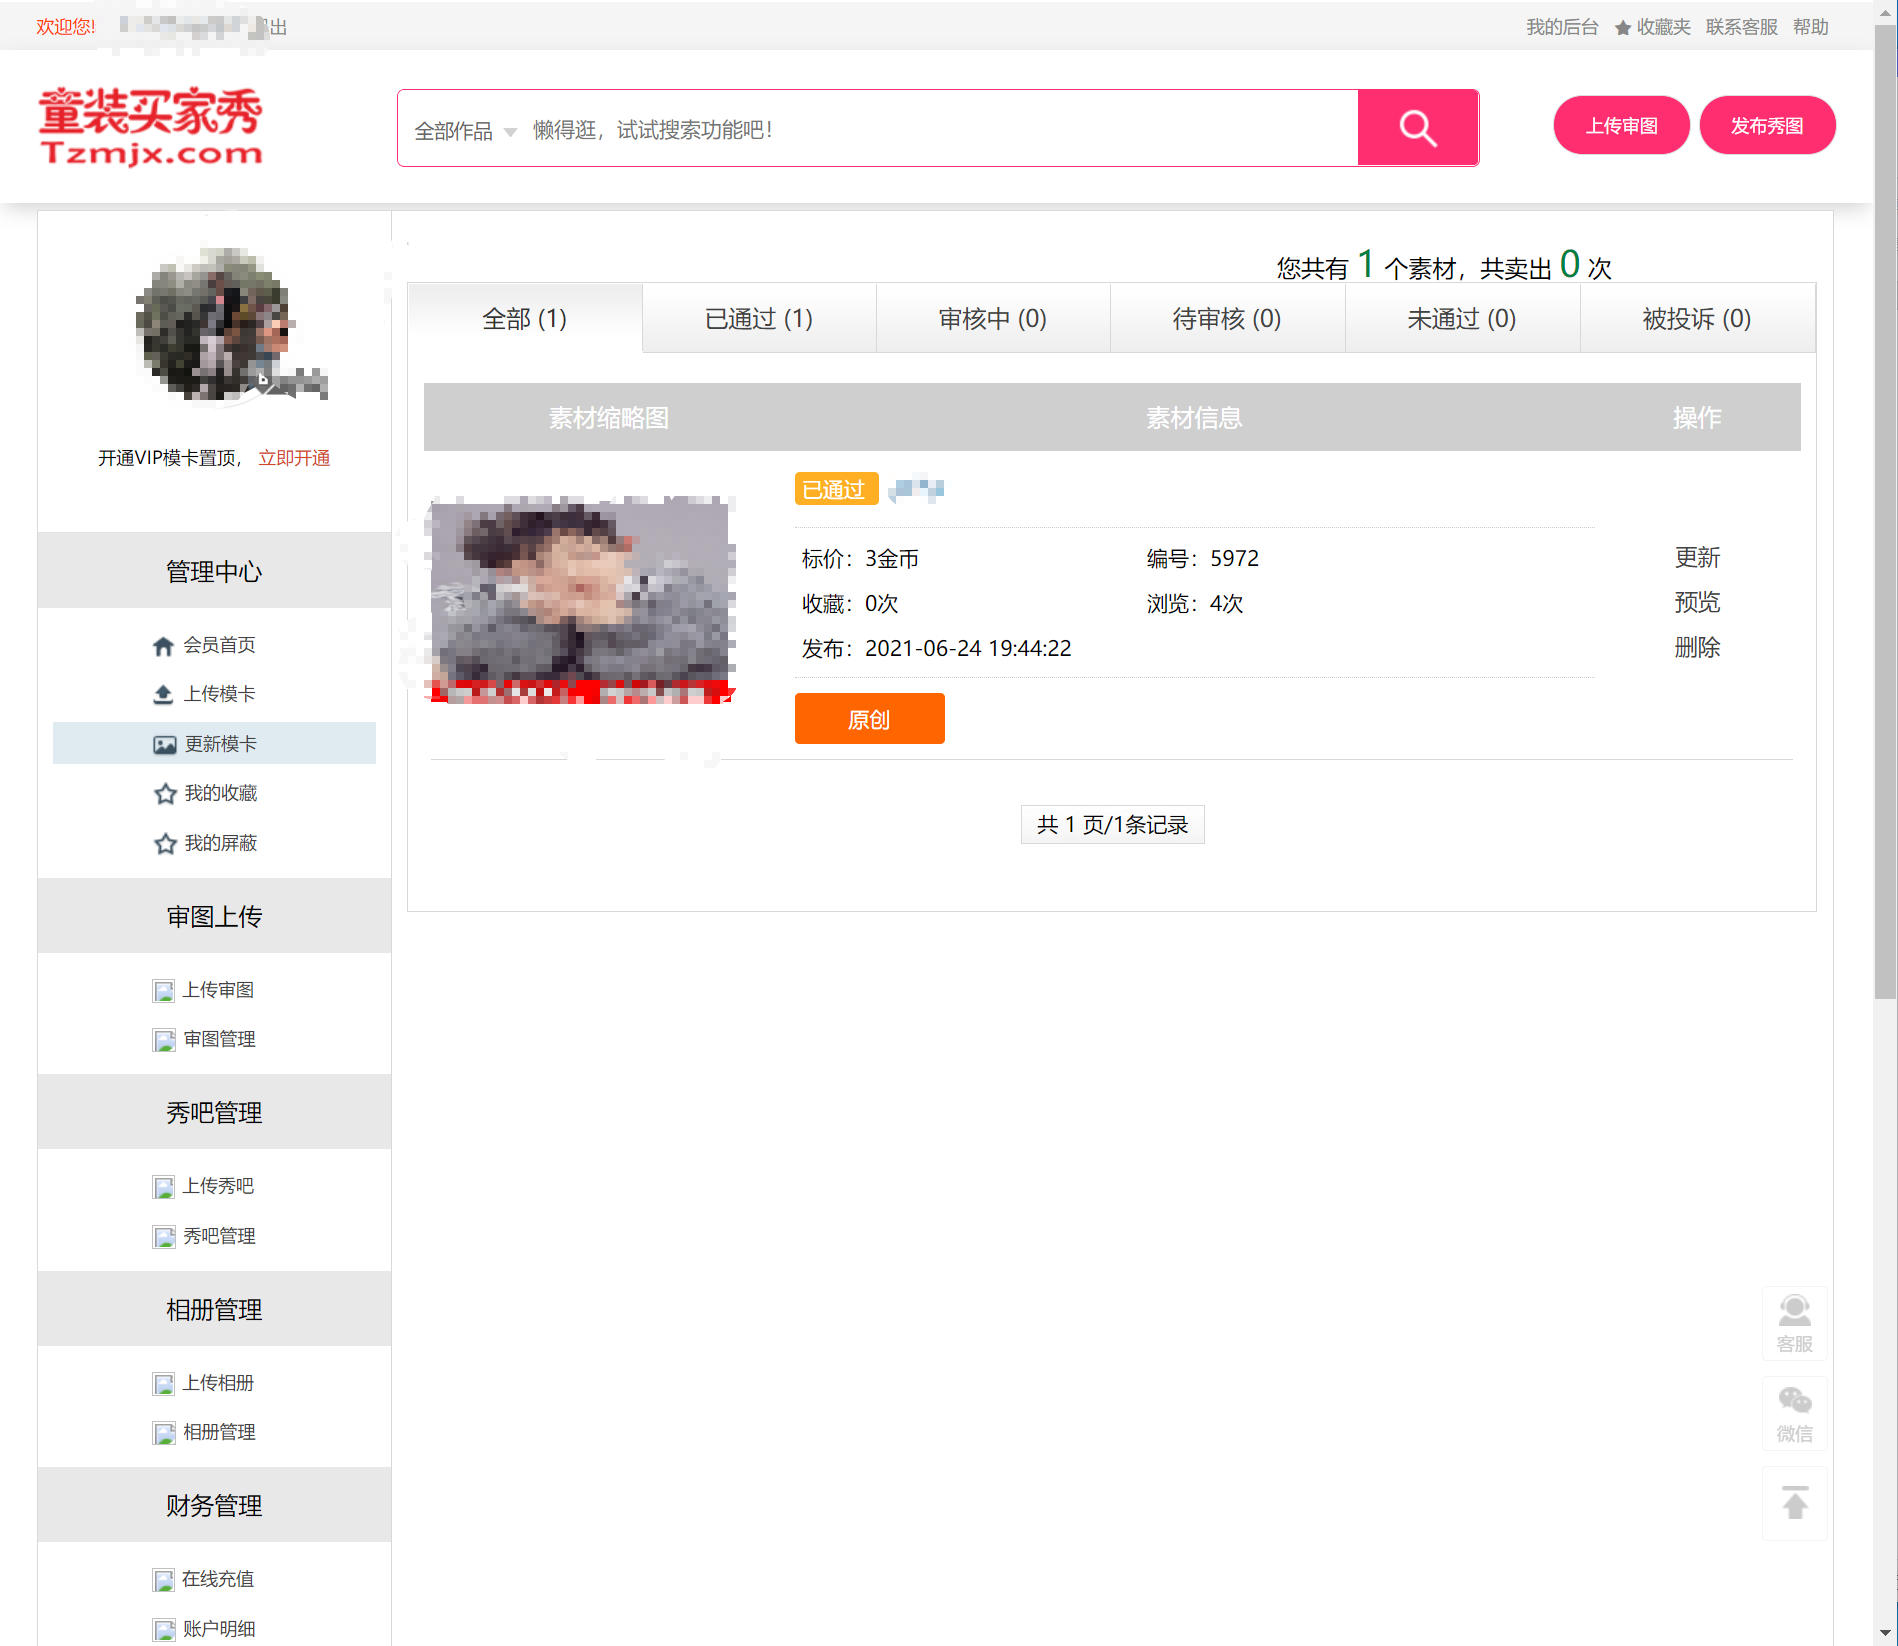 欢迎您! 出
我的后台 收藏夹 联系客服 帮助
童装买家秀
Tzmjx.com
全部作品 懒得逛，试试搜索功能吧！
上传审图 发布秀图
开通VIP模卡置顶， 立即开通
管理中心
会员首页
上传模卡
更新模卡
我的收藏
我的屏蔽
审图上传
上传审图
审图管理
秀吧管理
上传秀吧
秀吧管理
相册管理
上传相册
相册管理
财务管理
在线充值
账户明细
您共有 1 个素材，共卖出 0 次
全部 (1) 已通过 (1) 审核中 (0) 待审核 (0) 未通过 (0) 被投诉 (0)
素材缩略图 素材信息 操作
已通过
标价：3金币 编号：5972 更新
收藏：0次 浏览：4次 预览
发布：2021-06-24 19:44:22 删除
原创
共 1 页/1条记录
客服
微信